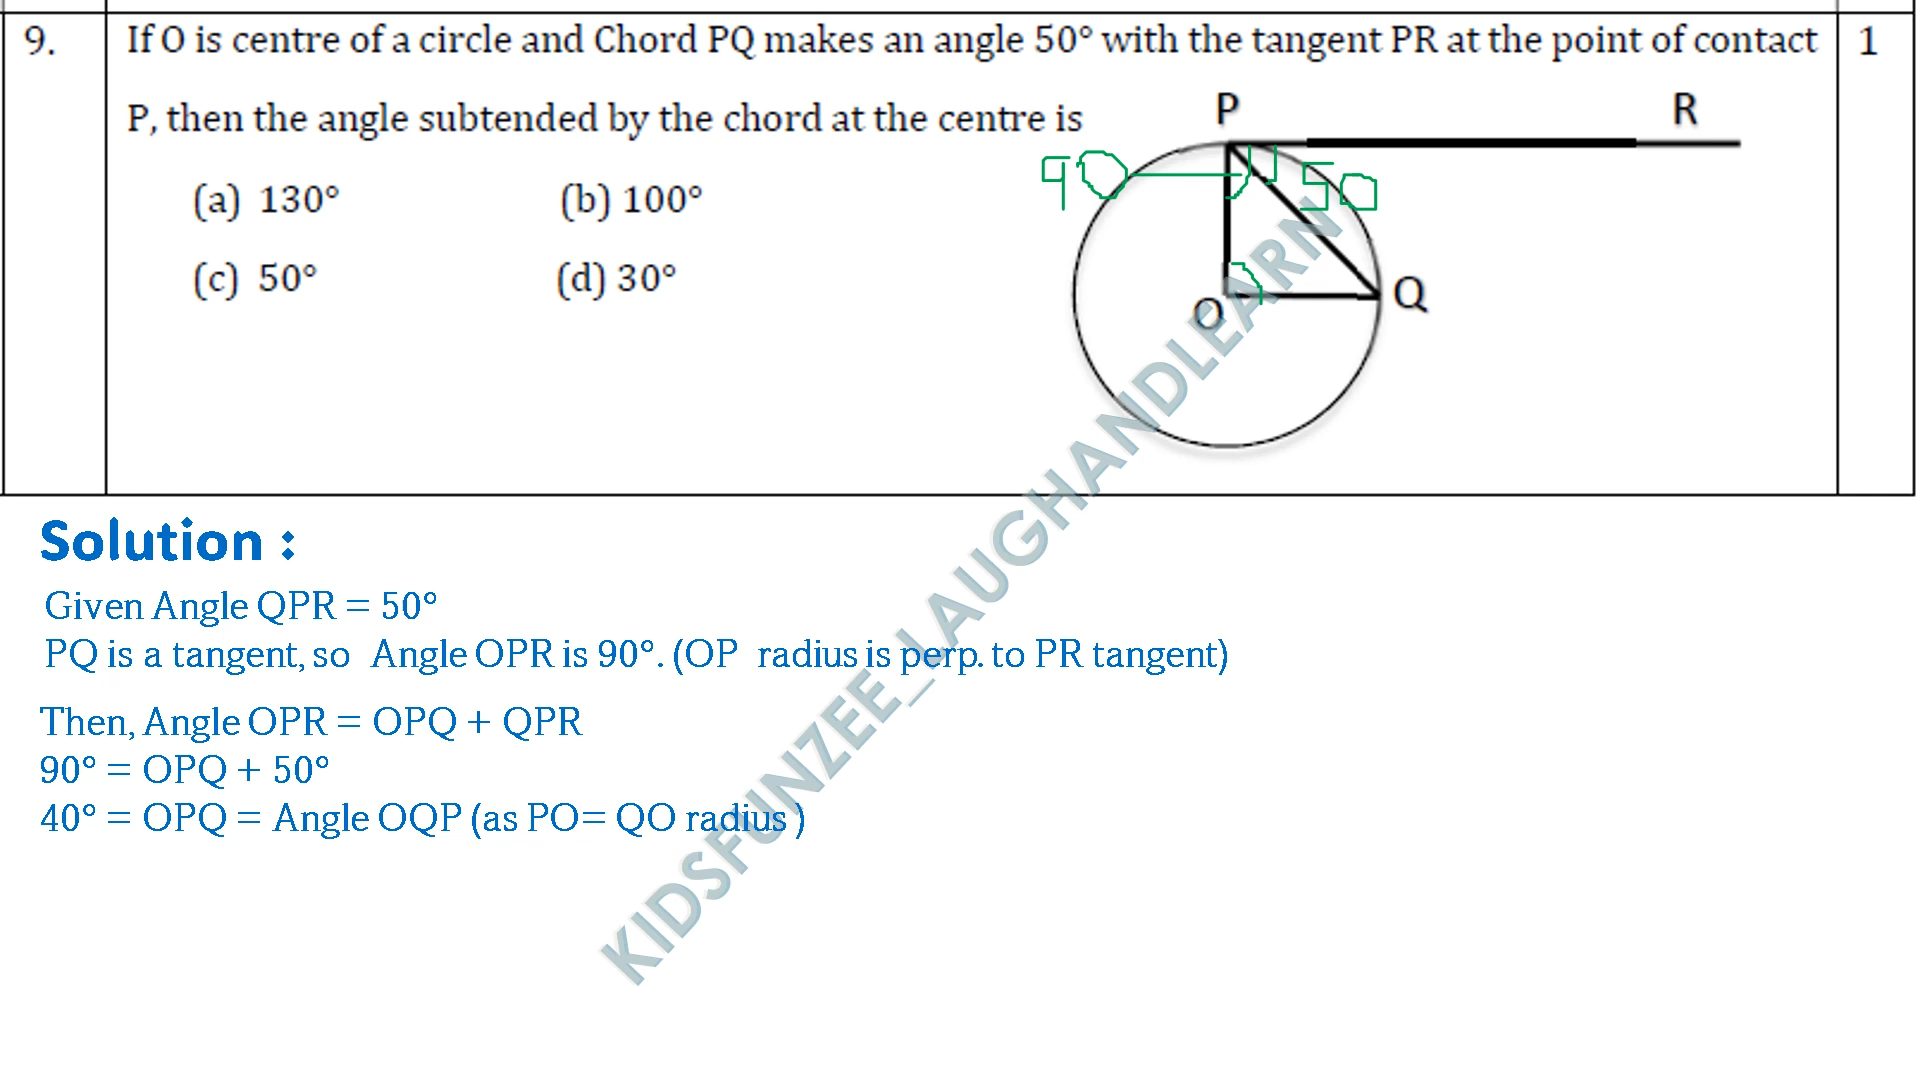 9. If O is centre of a circle and Chord PQ makes an angle 50° with the tangent PR at the point of contact 1
P, then the angle subtended by the chord at the centre is
P R
90 50
(a) 130° (b) 100°
(c) 50° (d) 30°
O Q
Solution :
Given Angle QPR = 50°
PQ is a tangent, so Angle OPR is 90°. (OP radius is perp. to PR tangent)
Then, Angle OPR = OPQ + QPR
90° = OPQ + 50°
40° = OPQ = Angle OQP (as PO= QO radius )
KIDSFUNZEE_LAUGHANDLEARN